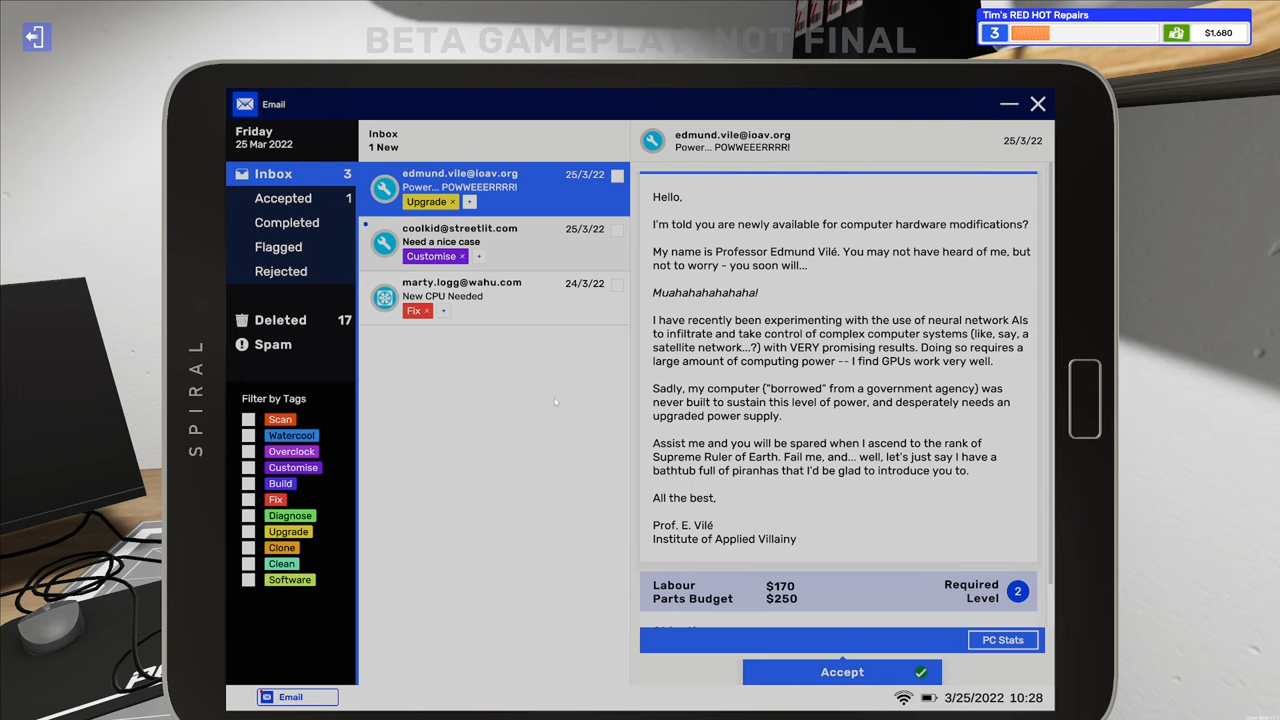 BETA GAMEPLAY NOT FINAL
Tim's RED HOT Repairs
3
$1,680
Email
Friday
25 Mar 2022
Inbox 3
Accepted 1
Completed
Flagged
Rejected
Deleted 17
Spam
Filter by Tags
Scan
Watercool
Overclock
Customise
Build
Fix
Diagnose
Upgrade
Clone
Clean
Software
Inbox
1 New
edmund.vile@ioav.org 25/3/22
Power... POWWEEERRRR!
Upgrade × +
coolkid@streetlit.com 25/3/22
Need a nice case
Customise × +
marty.logg@wahu.com 24/3/22
New CPU Needed
Fix × +
edmund.vile@ioav.org
Power... POWWEEERRRR!
25/3/22
Hello,
I'm told you are newly available for computer hardware modifications?
My name is Professor Edmund Vilé. You may not have heard of me, but
not to worry - you soon will...
Muahahahahahaha!
I have recently been experimenting with the use of neural network AIs
to infiltrate and take control of complex computer systems (like, say, a
satellite network...?) with VERY promising results. Doing so requires a
large amount of computing power -- I find GPUs work very well.
Sadly, my computer ("borrowed" from a government agency) was
never built to sustain this level of power, and desperately needs an
upgraded power supply.
Assist me and you will be spared when I ascend to the rank of
Supreme Ruler of Earth. Fail me, and... well, let's just say I have a
bathtub full of piranhas that I'd be glad to introduce you to.
All the best,
Prof. E. Vilé
Institute of Applied Villainy
Labour $170
Parts Budget $250
Required
Level 2
PC Stats
Accept
Email
3/25/2022 10:28
SPIRAL